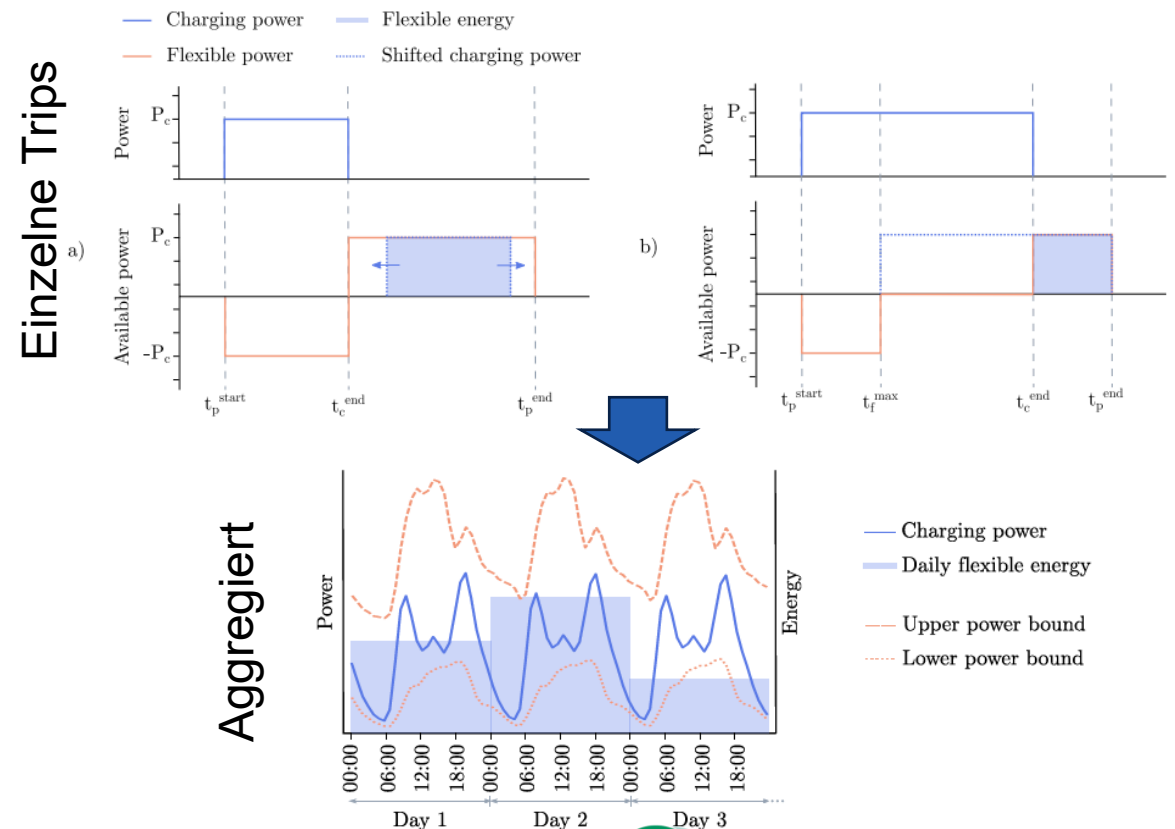 Charging power
Flexible energy
Flexible power
Shifted charging power
Einzelne Trips
a)
Power
P_c
Available power
P_c
-P_c
t_p^start
t_c^end
t_p^end
b)
Power
P_c
Available power
-P_c
t_p^start
t_f^max
t_c^end
t_p^end
Aggregiert
Power
Energy
00:00
06:00
12:00
18:00
00:00
06:00
12:00
18:00
00:00
06:00
12:00
18:00
Day 1
Day 2
Day 3
Charging power
Daily flexible energy
Upper power bound
Lower power bound